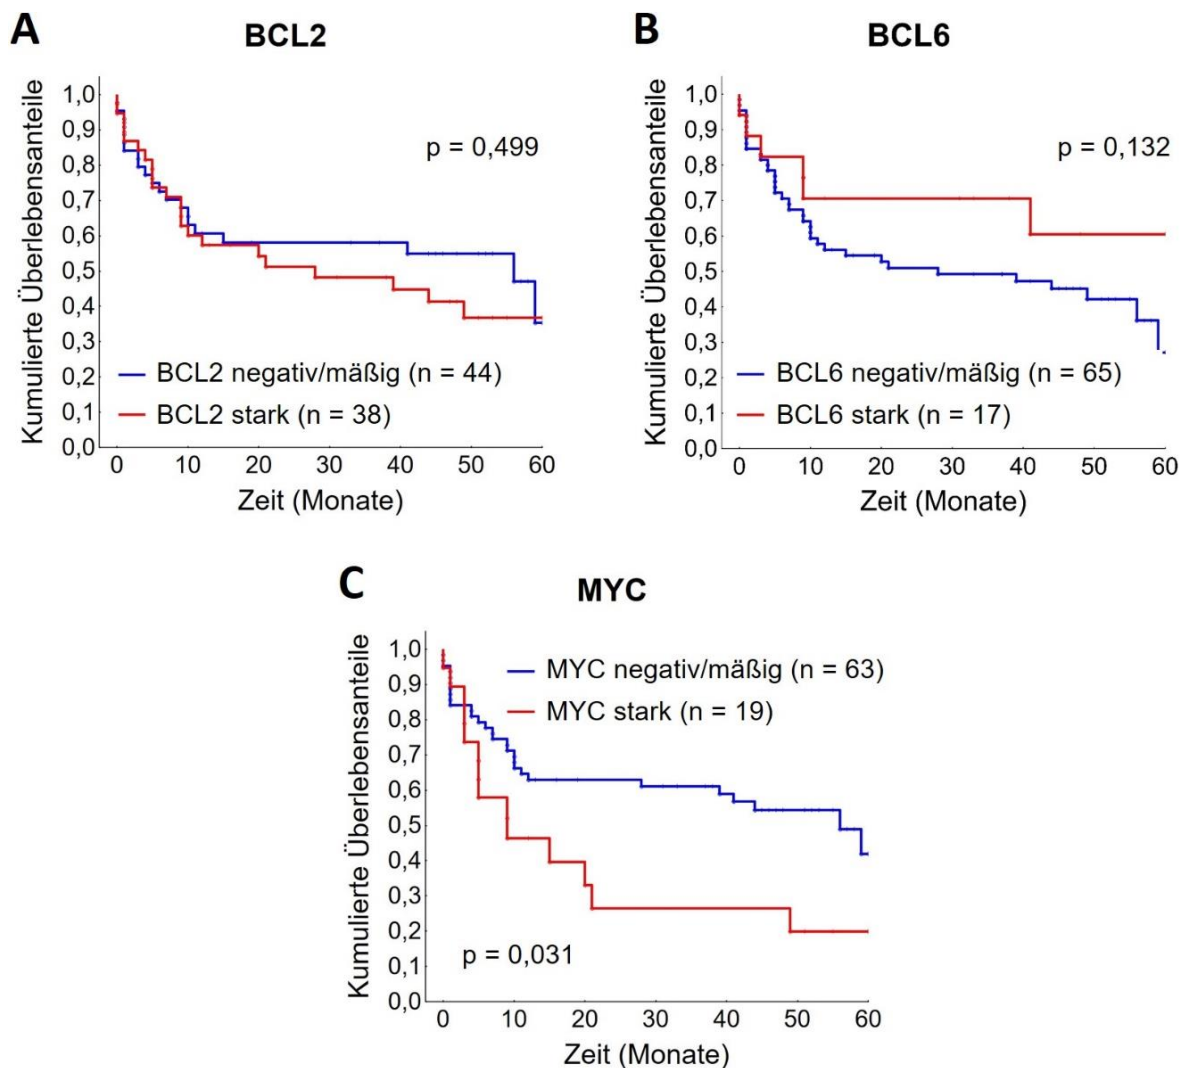 A
BCL2
Kumulierte Überlebensanteile
1,0
0,9
0,8
0,7
0,6
0,5
0,4
0,3
0,2
0,1
0,0
p = 0,499
BCL2 negativ/mäßig (n = 44)
BCL2 stark (n = 38)
0 10 20 30 40 50 60
Zeit (Monate)
B
BCL6
Kumulierte Überlebensanteile
1,0
0,9
0,8
0,7
0,6
0,5
0,4
0,3
0,2
0,1
0,0
p = 0,132
BCL6 negativ/mäßig (n = 65)
BCL6 stark (n = 17)
0 10 20 30 40 50 60
Zeit (Monate)
C
MYC
Kumulierte Überlebensanteile
1,0
0,9
0,8
0,7
0,6
0,5
0,4
0,3
0,2
0,1
0,0
MYC negativ/mäßig (n = 63)
MYC stark (n = 19)
p = 0,031
0 10 20 30 40 50 60
Zeit (Monate)